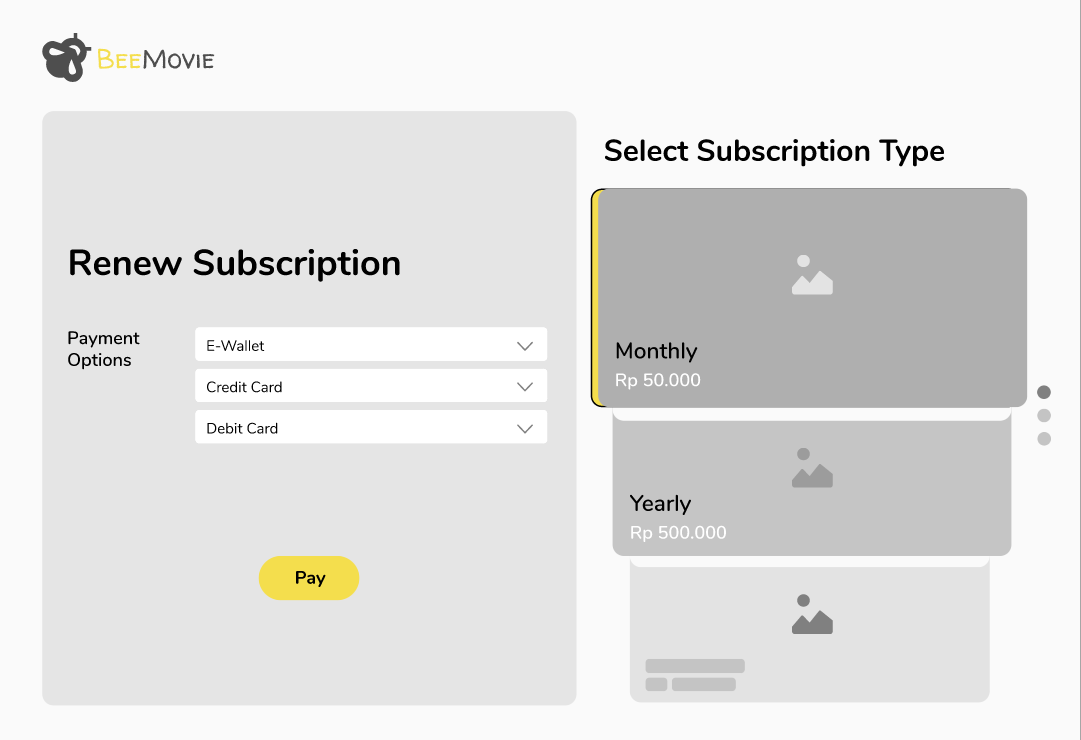 BEEMOVIE
Select Subscription Type
Renew Subscription
Payment
Options
E-Wallet
Credit Card
Debit Card
Pay
Monthly
Rp 50.000
Yearly
Rp 500.000